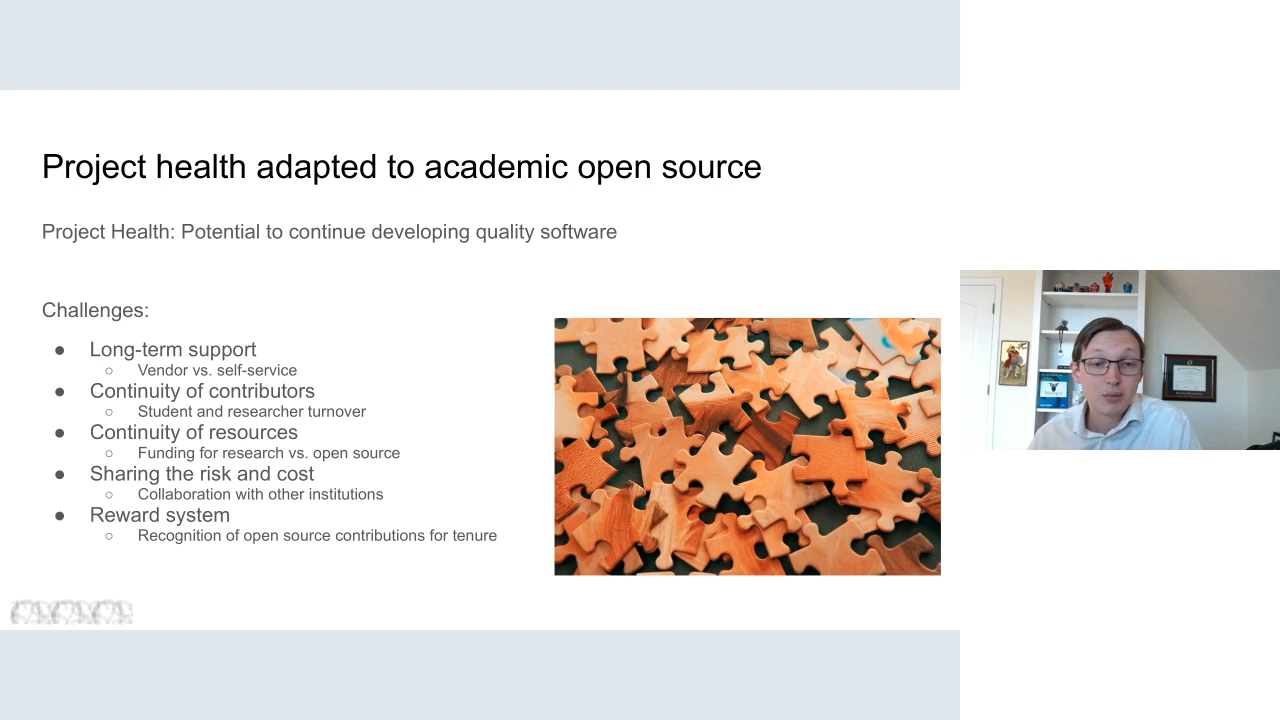 Project health adapted to academic open source
Project Health: Potential to continue developing quality software
Challenges:
● Long-term support
○ Vendor vs. self-service
● Continuity of contributors
○ Student and researcher turnover
● Continuity of resources
○ Funding for research vs. open source
● Sharing the risk and cost
○ Collaboration with other institutions
● Reward system
○ Recognition of open source contributions for tenure